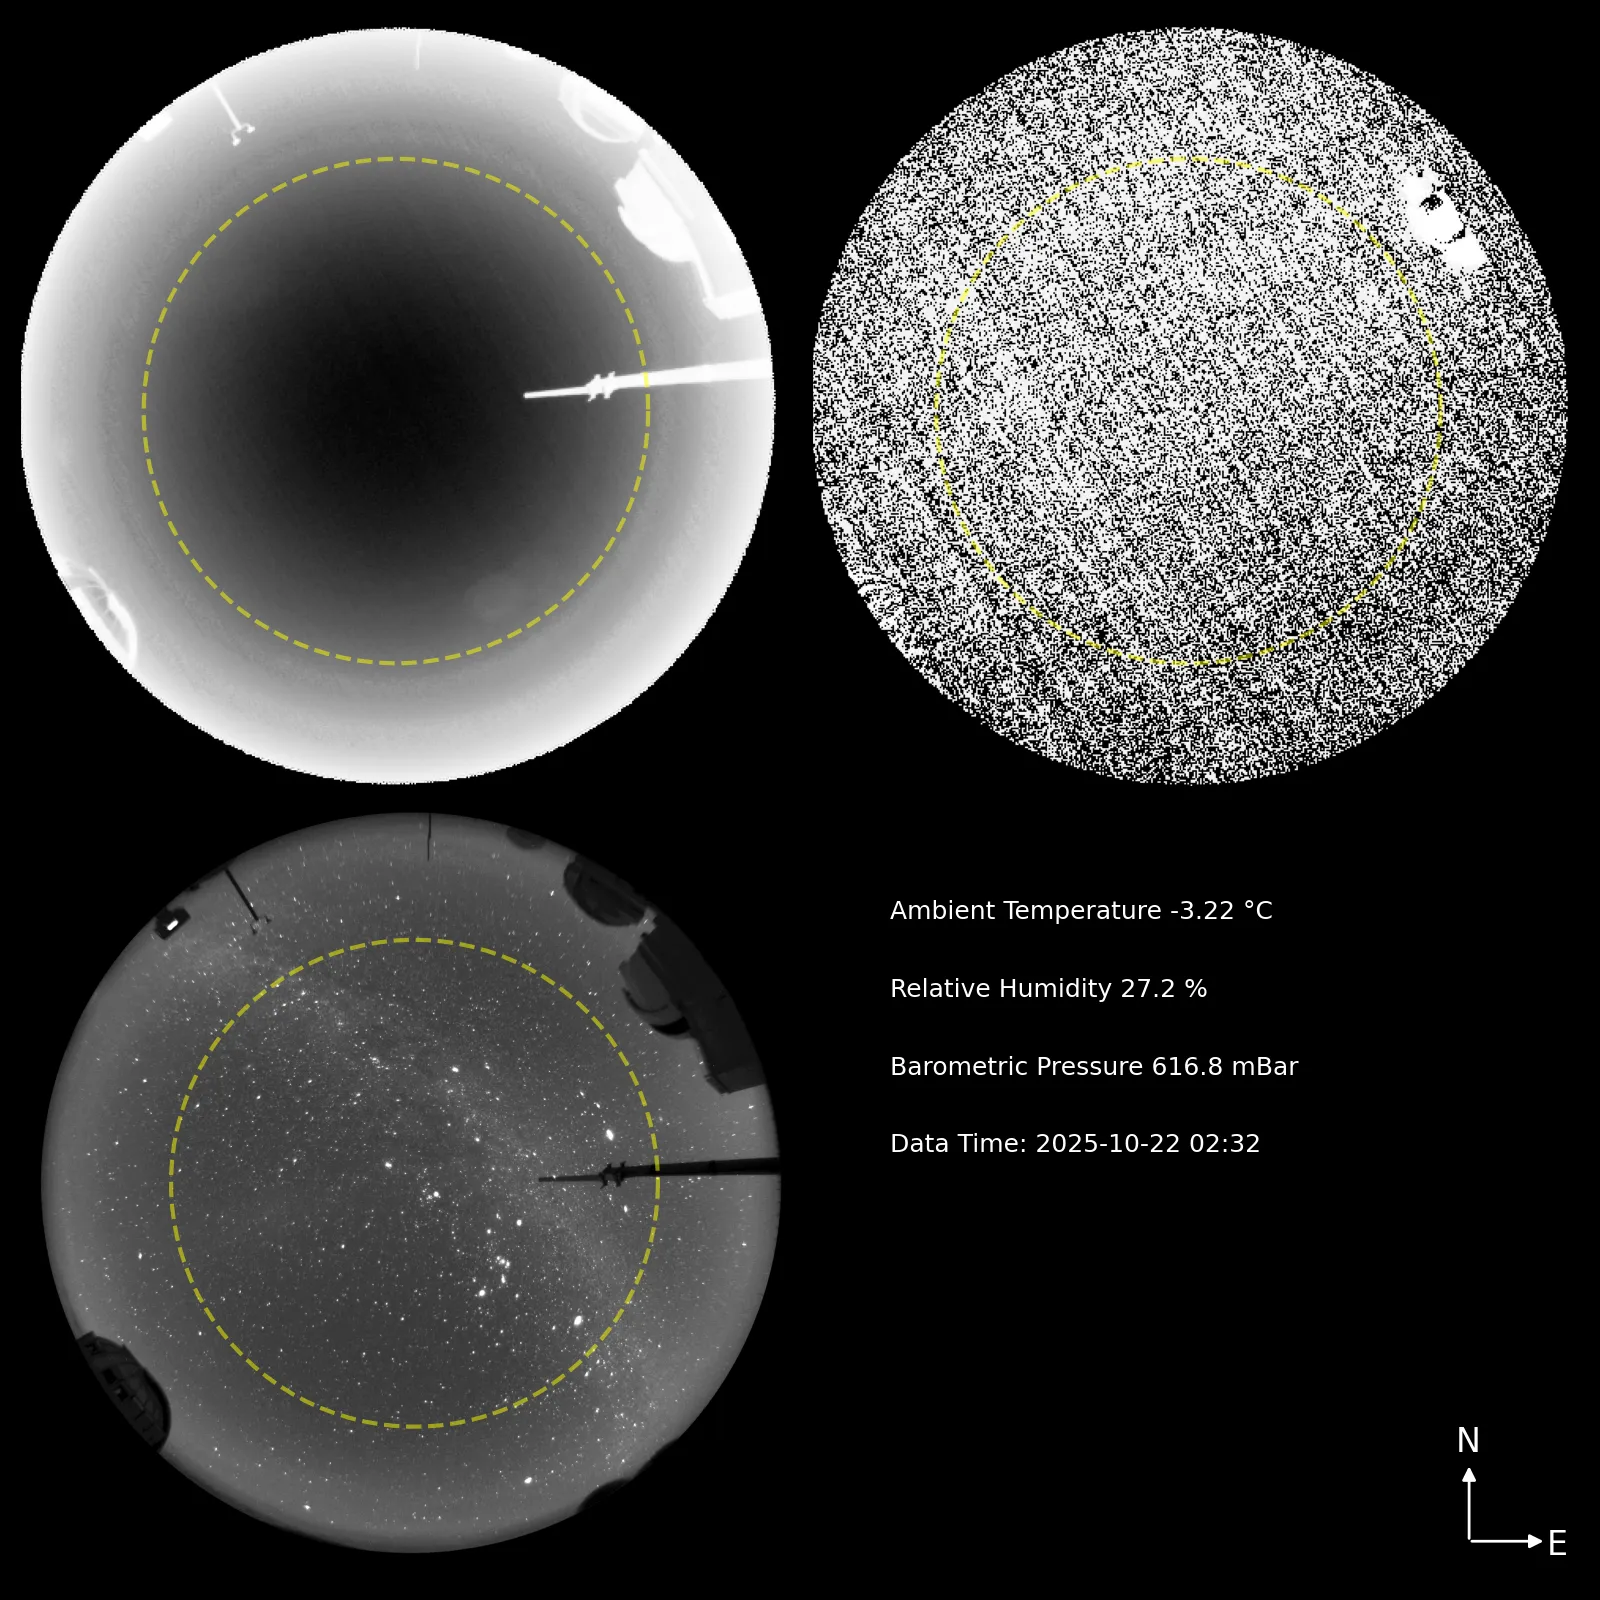 Ambient Temperature -3.22 °C
Relative Humidity 27.2 %
Barometric Pressure 616.8 mBar
Data Time: 2025-10-22 02:32
N
E